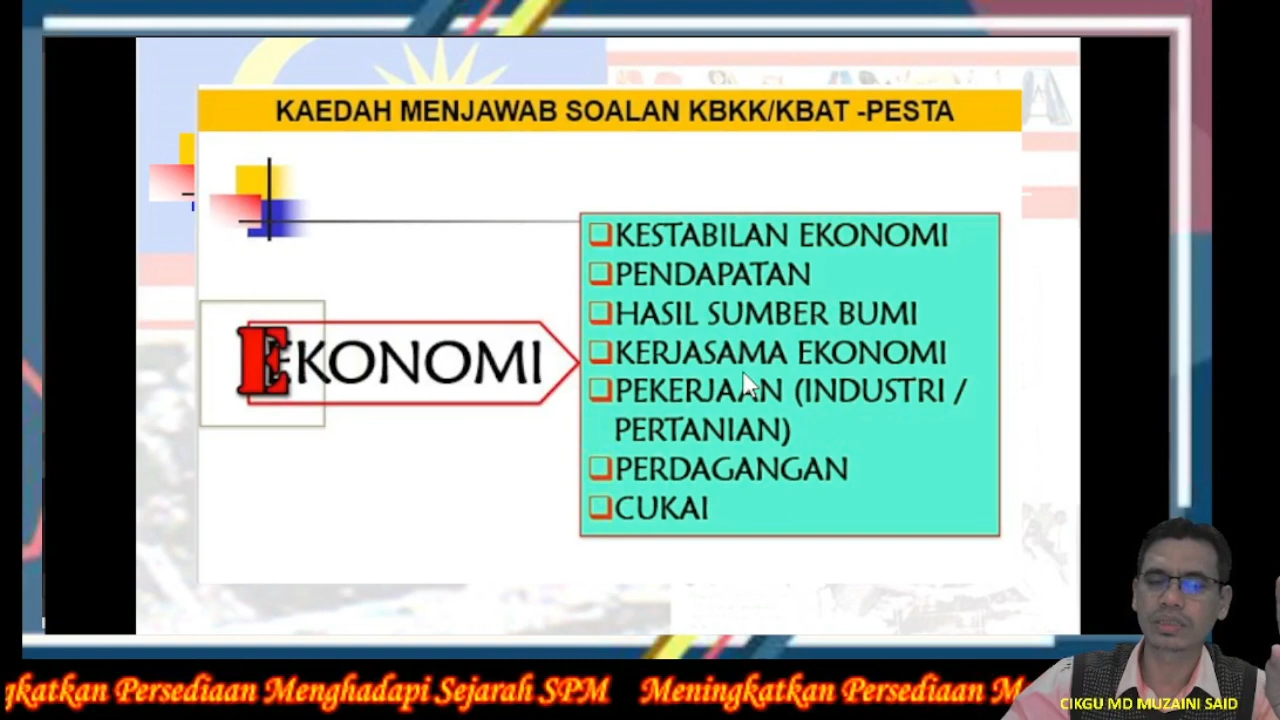 KAEDAH MENJAWAB SOALAN KBKK/KBAT -PESTA
EKONOMI
KESTABILAN EKONOMI
PENDAPATAN
HASIL SUMBER BUMI
KERJASAMA EKONOMI
PEKERJAAN (INDUSTRI /
PERTANIAN)
PERDAGANGAN
CUKAI
gkatkan Persediaan Menghadapi Sejarah SPM Meningkatkan Persediaan M
CIKGU MD MUZAINI SAID